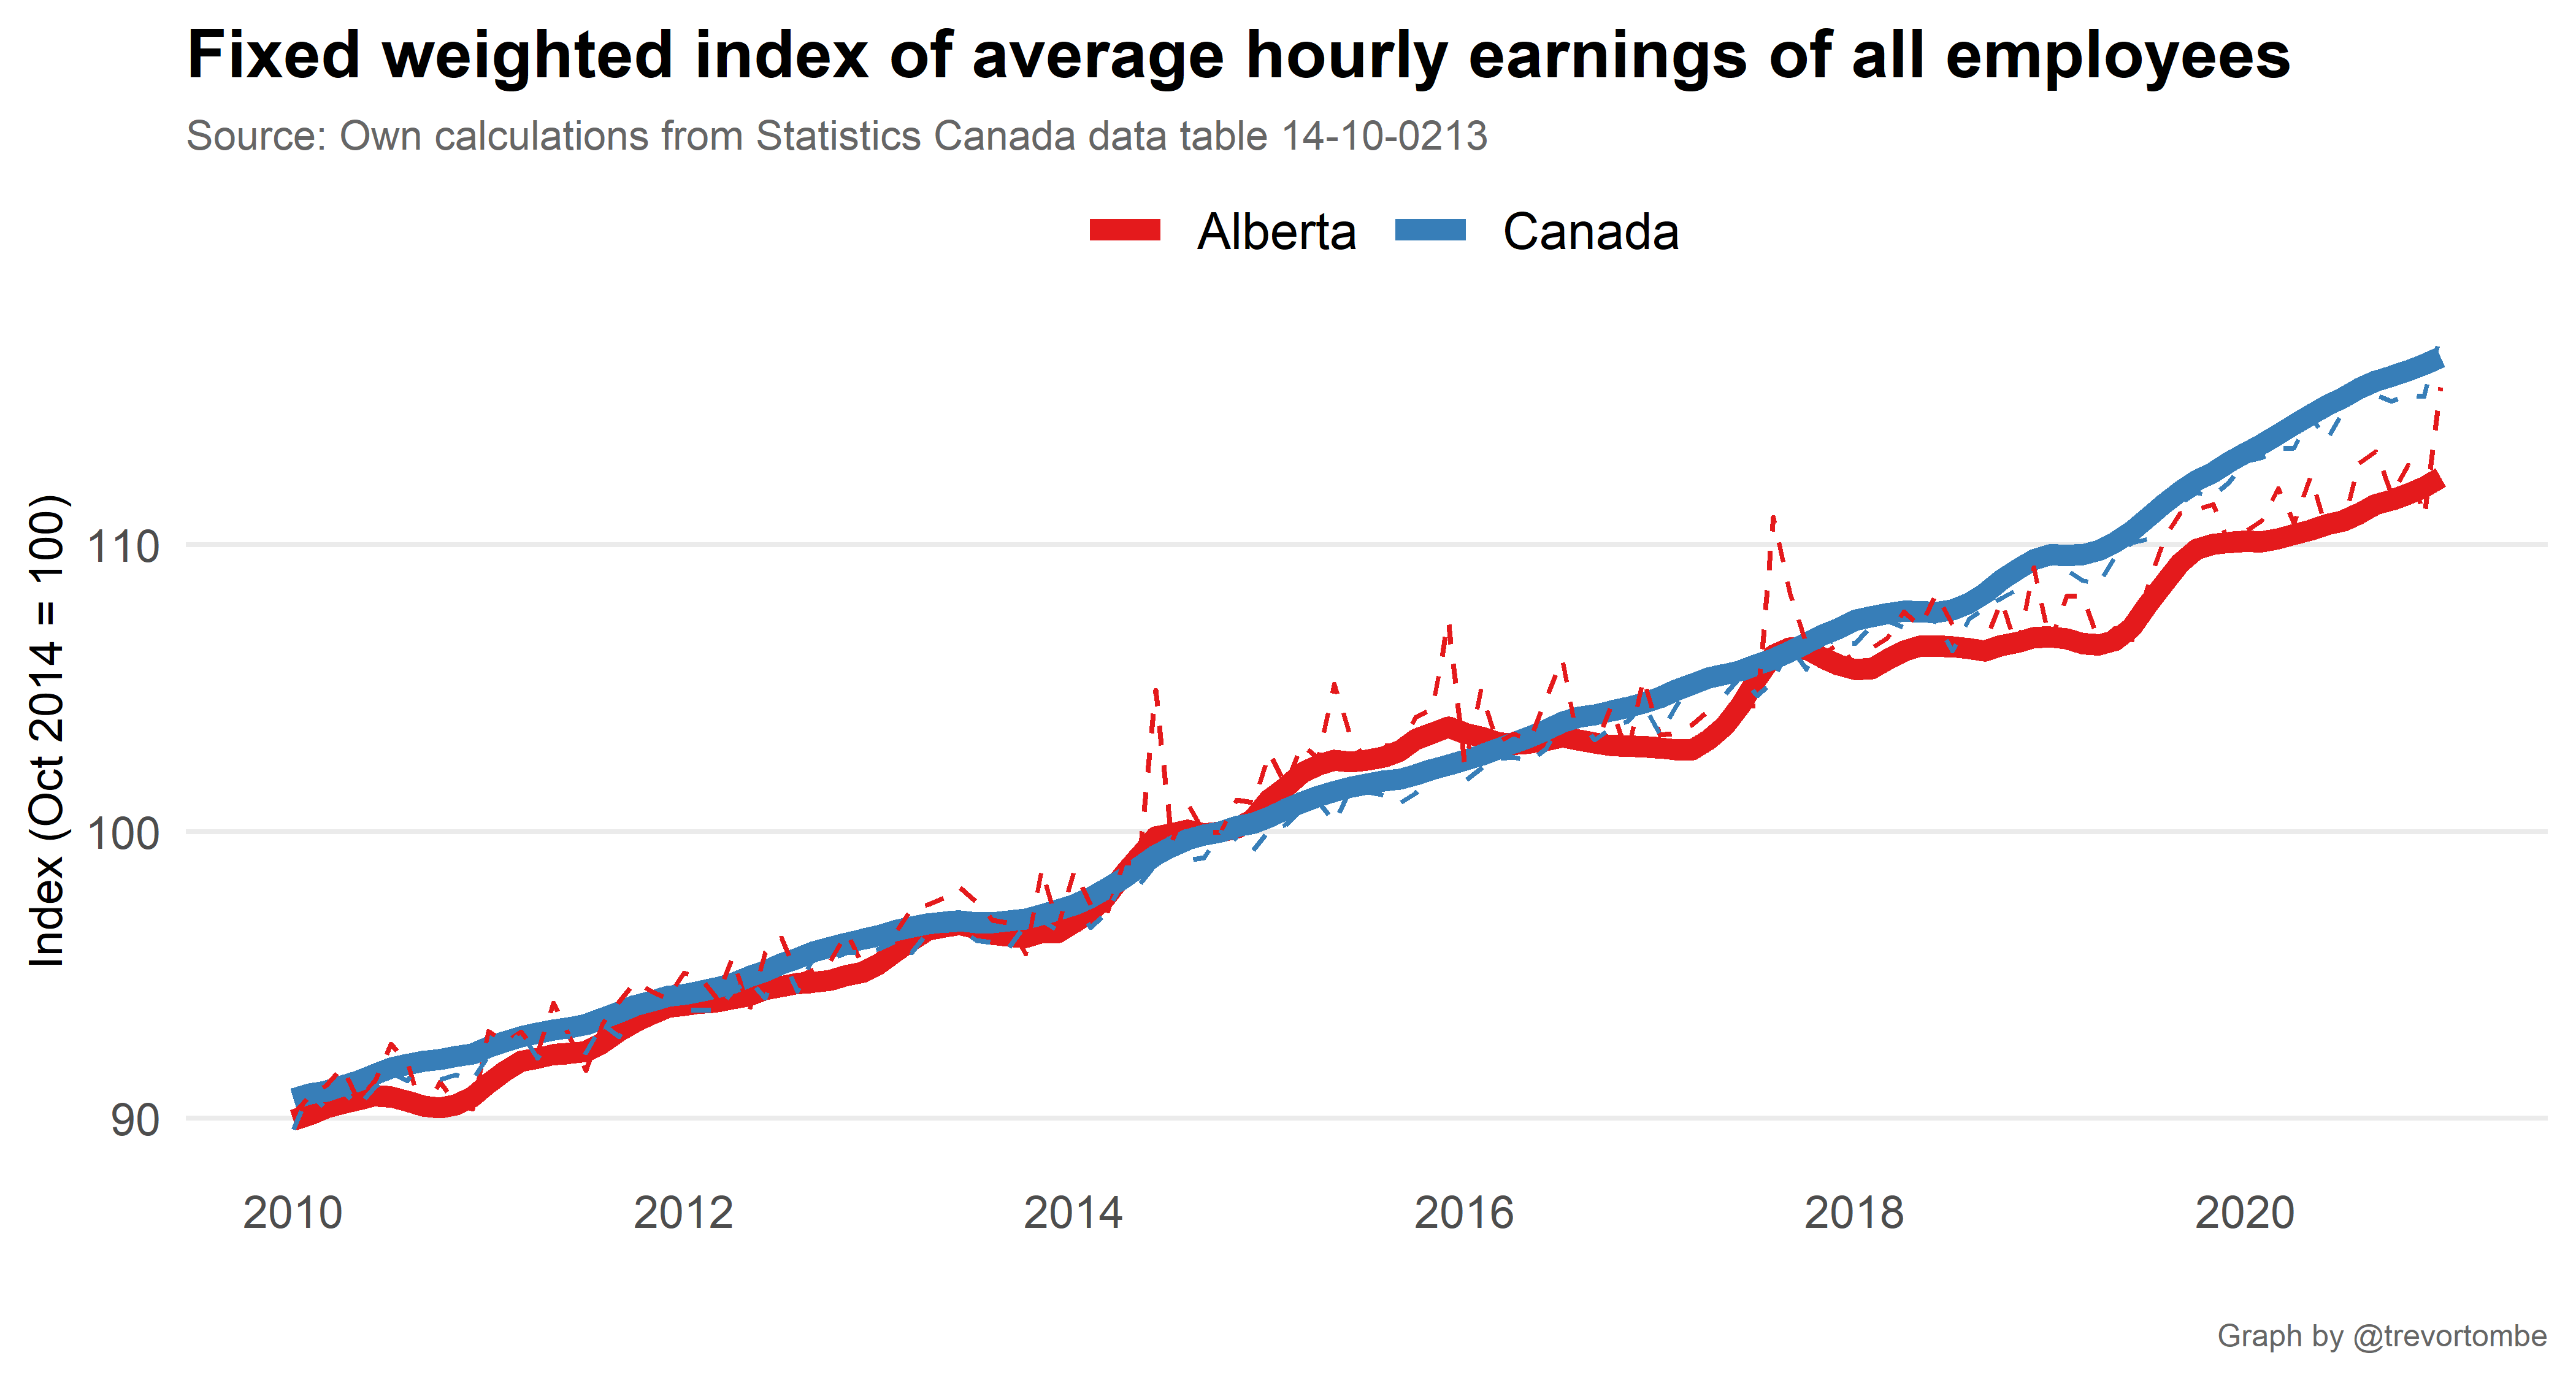 Fixed weighted index of average hourly earnings of all employees
Source: Own calculations from Statistics Canada data table 14-10-0213
Alberta Canada
Index (Oct 2014 = 100)
110
100
90
2010 2012 2014 2016 2018 2020
Graph by @trevortombe